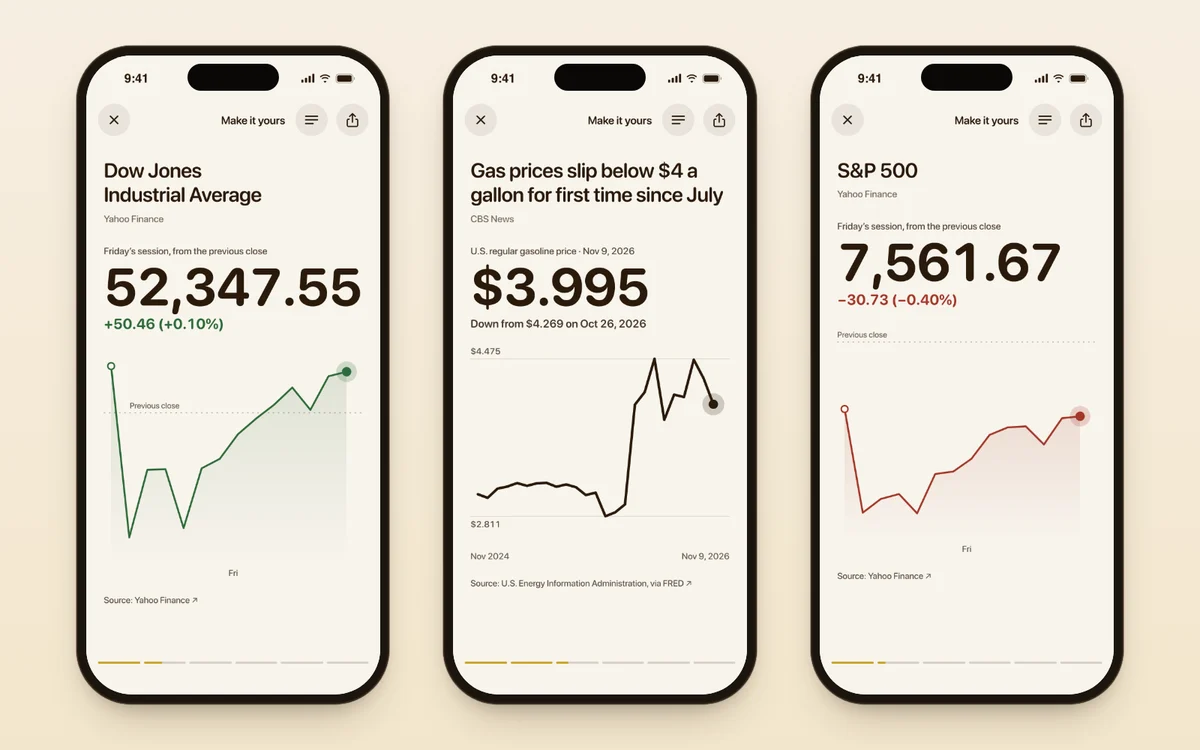 9:41
Make it yours
Dow Jones
Industrial Average
Yahoo Finance
Friday’s session, from the previous close
52,347.55
+50.46 (+0.10%)
Previous close
Fri
Source: Yahoo Finance ↗
9:41
Make it yours
Gas prices slip below $4 a
gallon for first time since July
CBS News
U.S. regular gasoline price · Nov 9, 2026
$3.995
Down from $4.269 on Oct 26, 2026
$4.475
$2.811
Nov 2024
Nov 9, 2026
Source: U.S. Energy Information Administration, via FRED ↗
9:41
Make it yours
S&P 500
Yahoo Finance
Friday’s session, from the previous close
7,561.67
−30.73 (−0.40%)
Previous close
Fri
Source: Yahoo Finance ↗